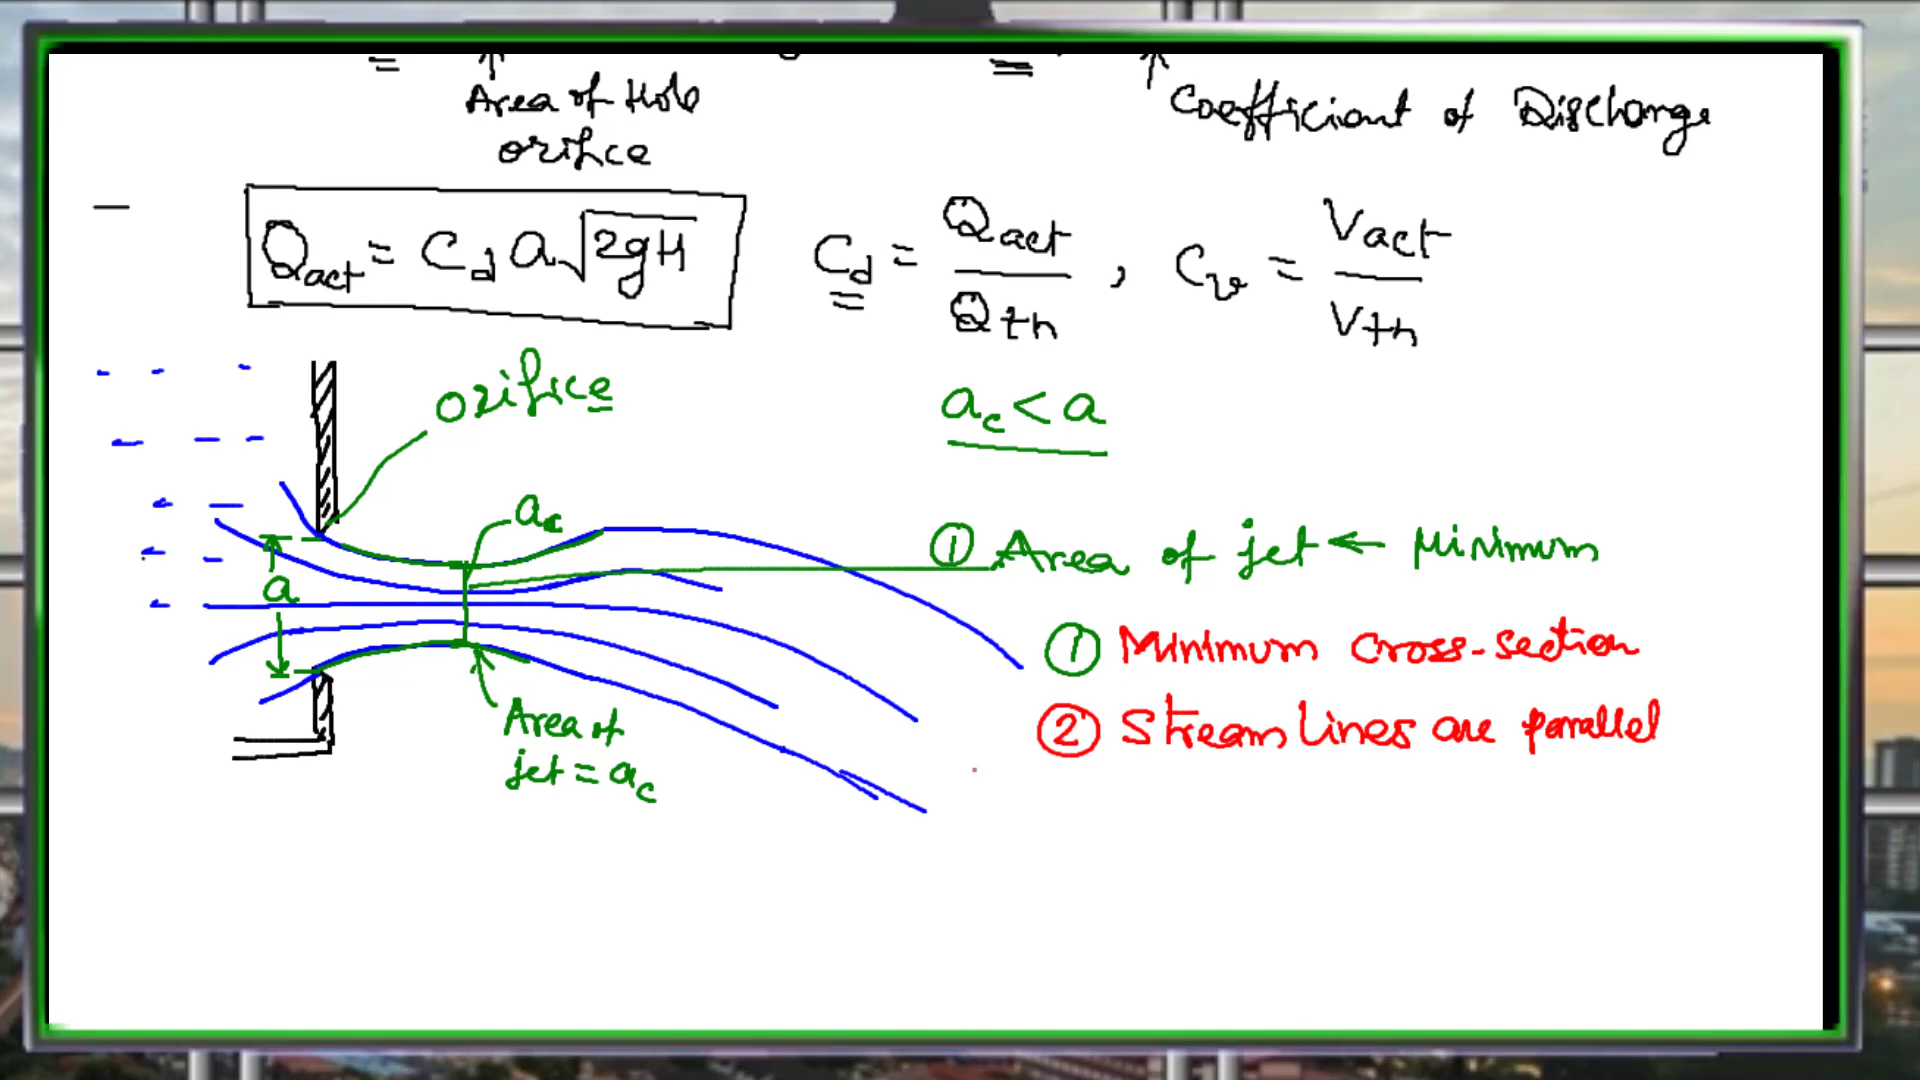 Area of Hole
orifice
Coefficient of Discharge
Qact = Cd a√2gH
Cd = Qact / Qth , Cv = Vact / Vth
orifice
ac < a
ac
a
① Area of jet ← Minimum
① Minimum cross-section
② Stream lines are parallel
Area of
jet = ac